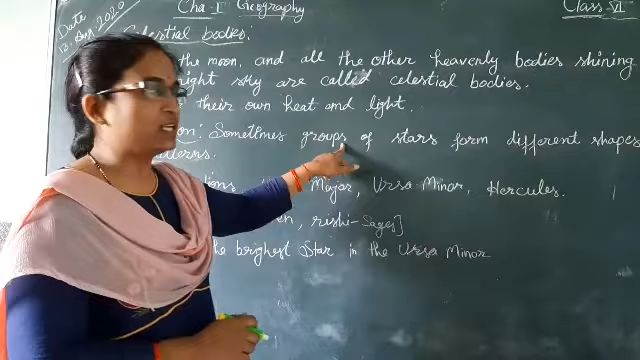 Date
13, Aug, 2020
Cha-I Geography
Class VI
Celestial bodies:
the moon, and all the other heavenly bodies shining
night sky are called celestial bodies.
their own heat and light.
Sometimes groups of stars form different shapes
patterns.
Major, Ursa Minor, Hercules.
rishi-Sages]
the brighest Star in the Ursa Minor